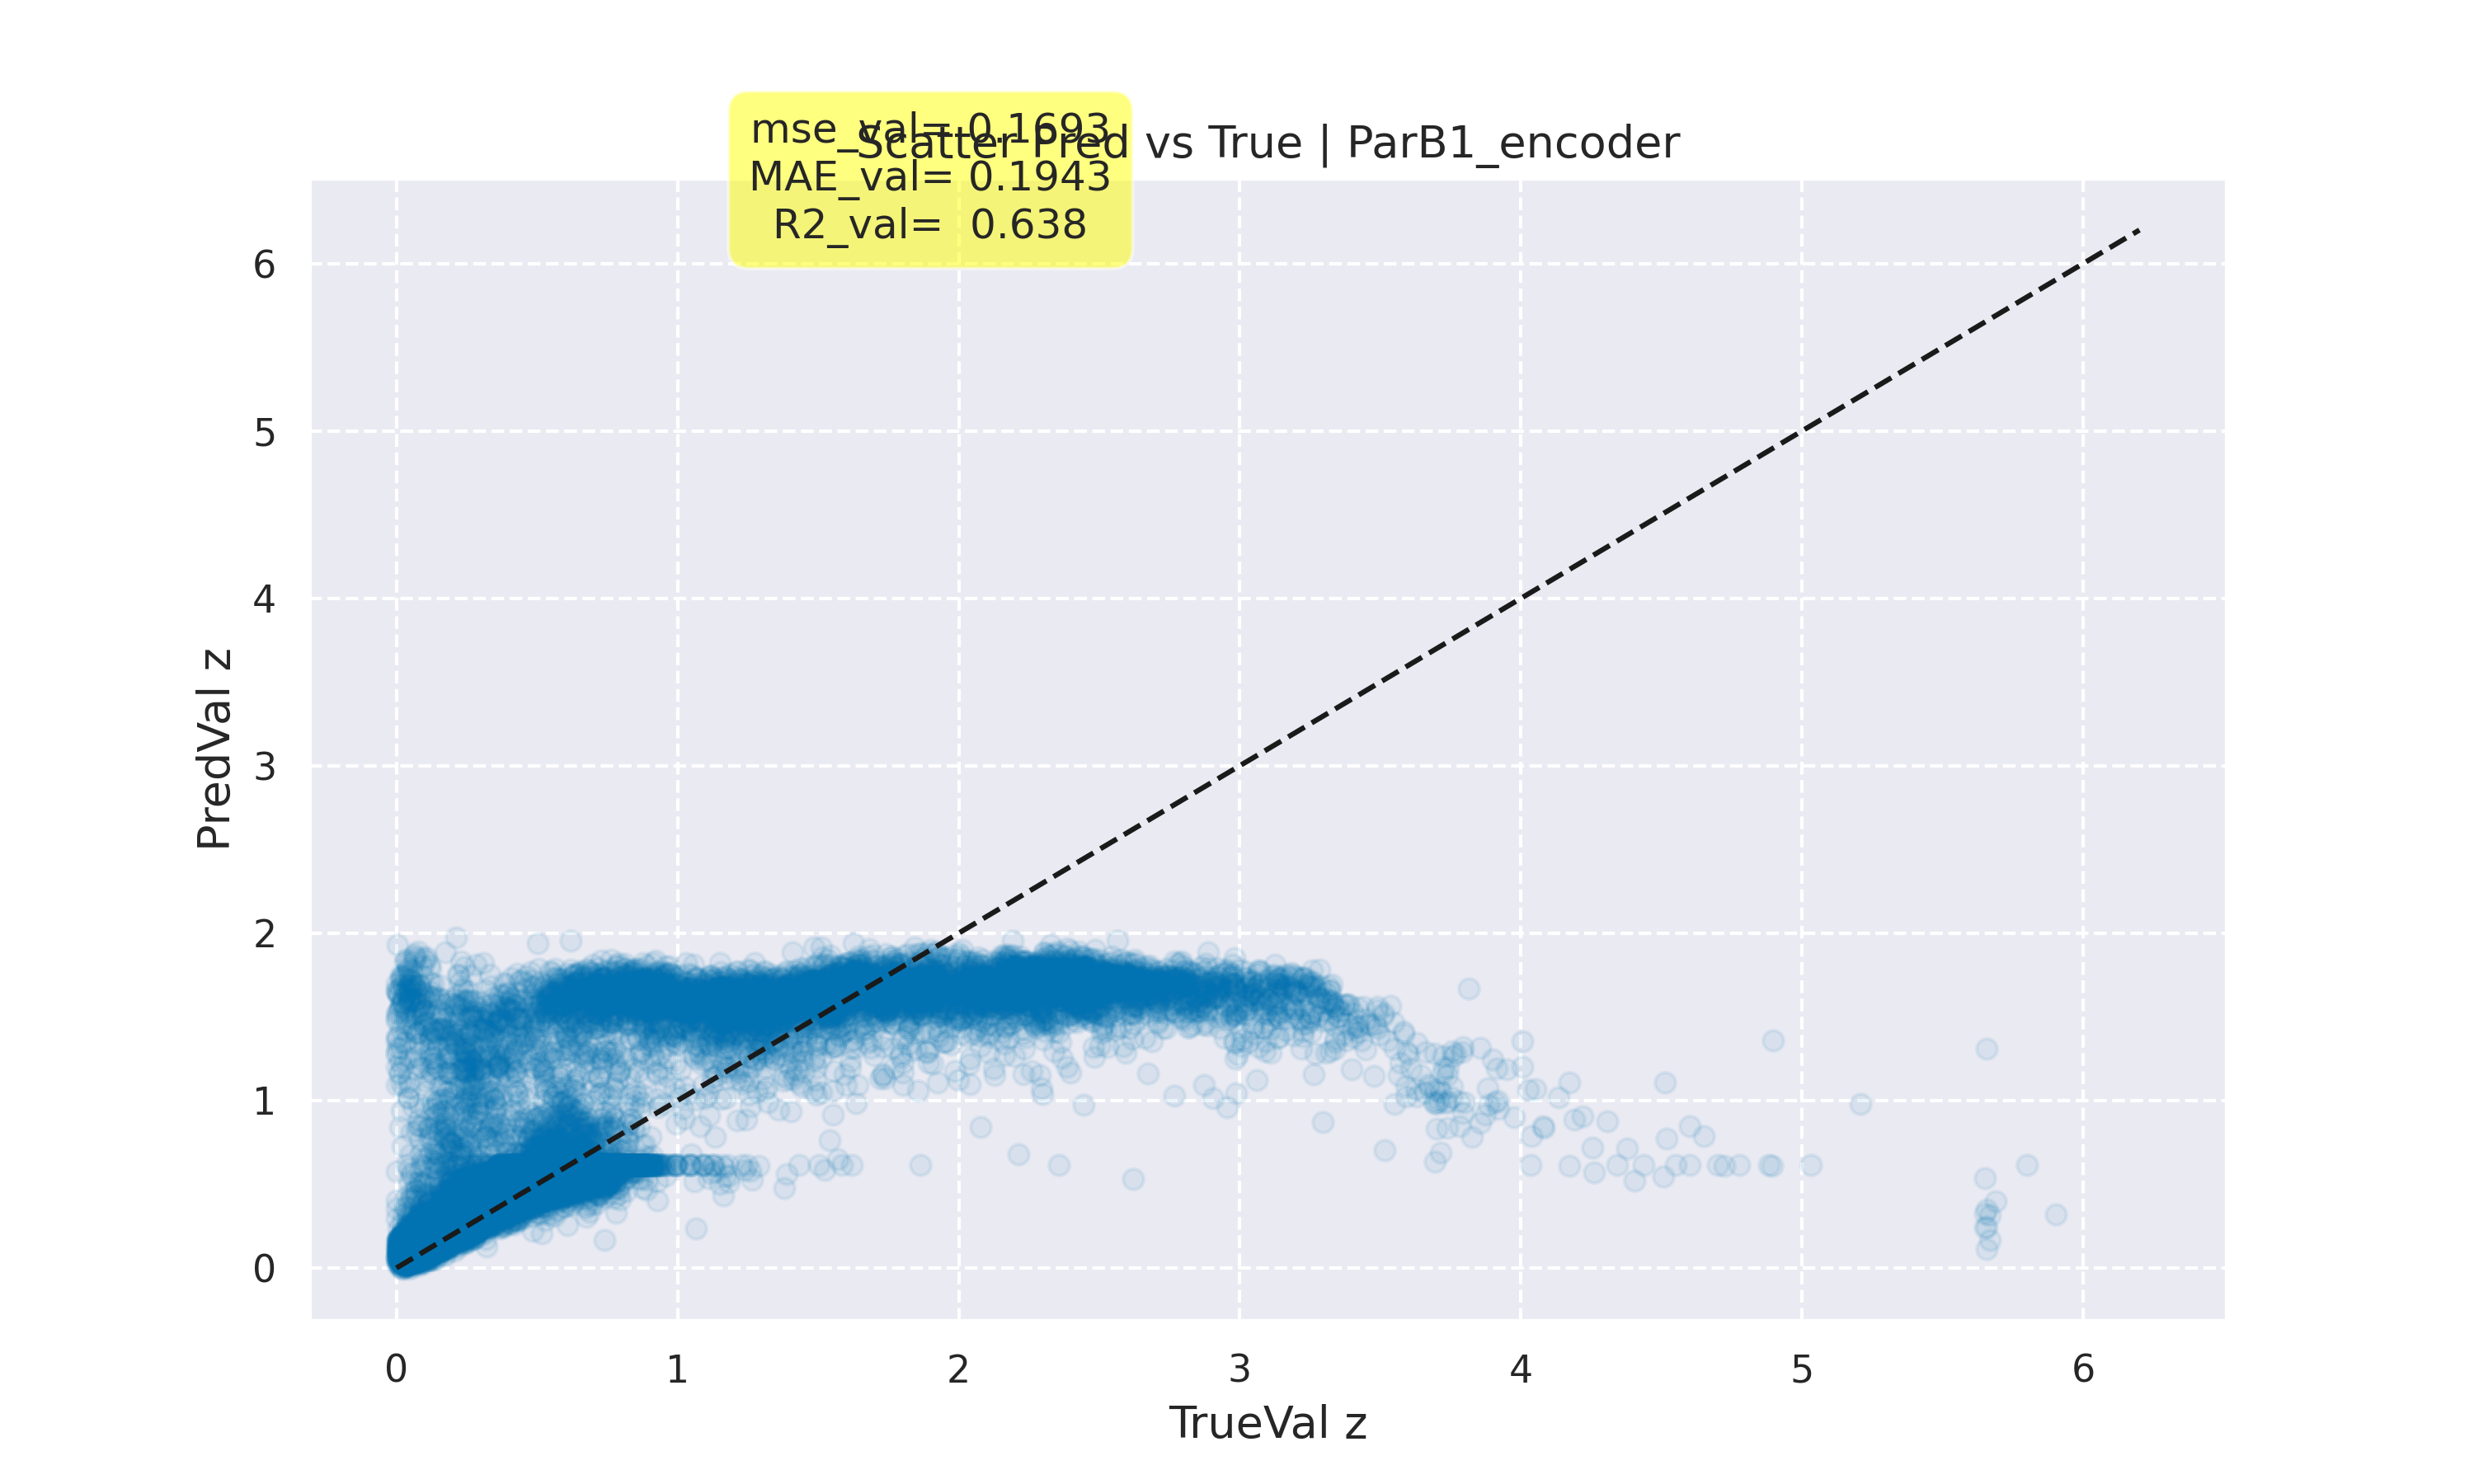 mse_val= 0.1693
MAE_val= 0.1943
R2_val= 0.638
Scatter Pred vs True | ParB1_encoder
6
5
4
3
2
1
0
PredVal z
0 1 2 3 4 5 6
TrueVal z